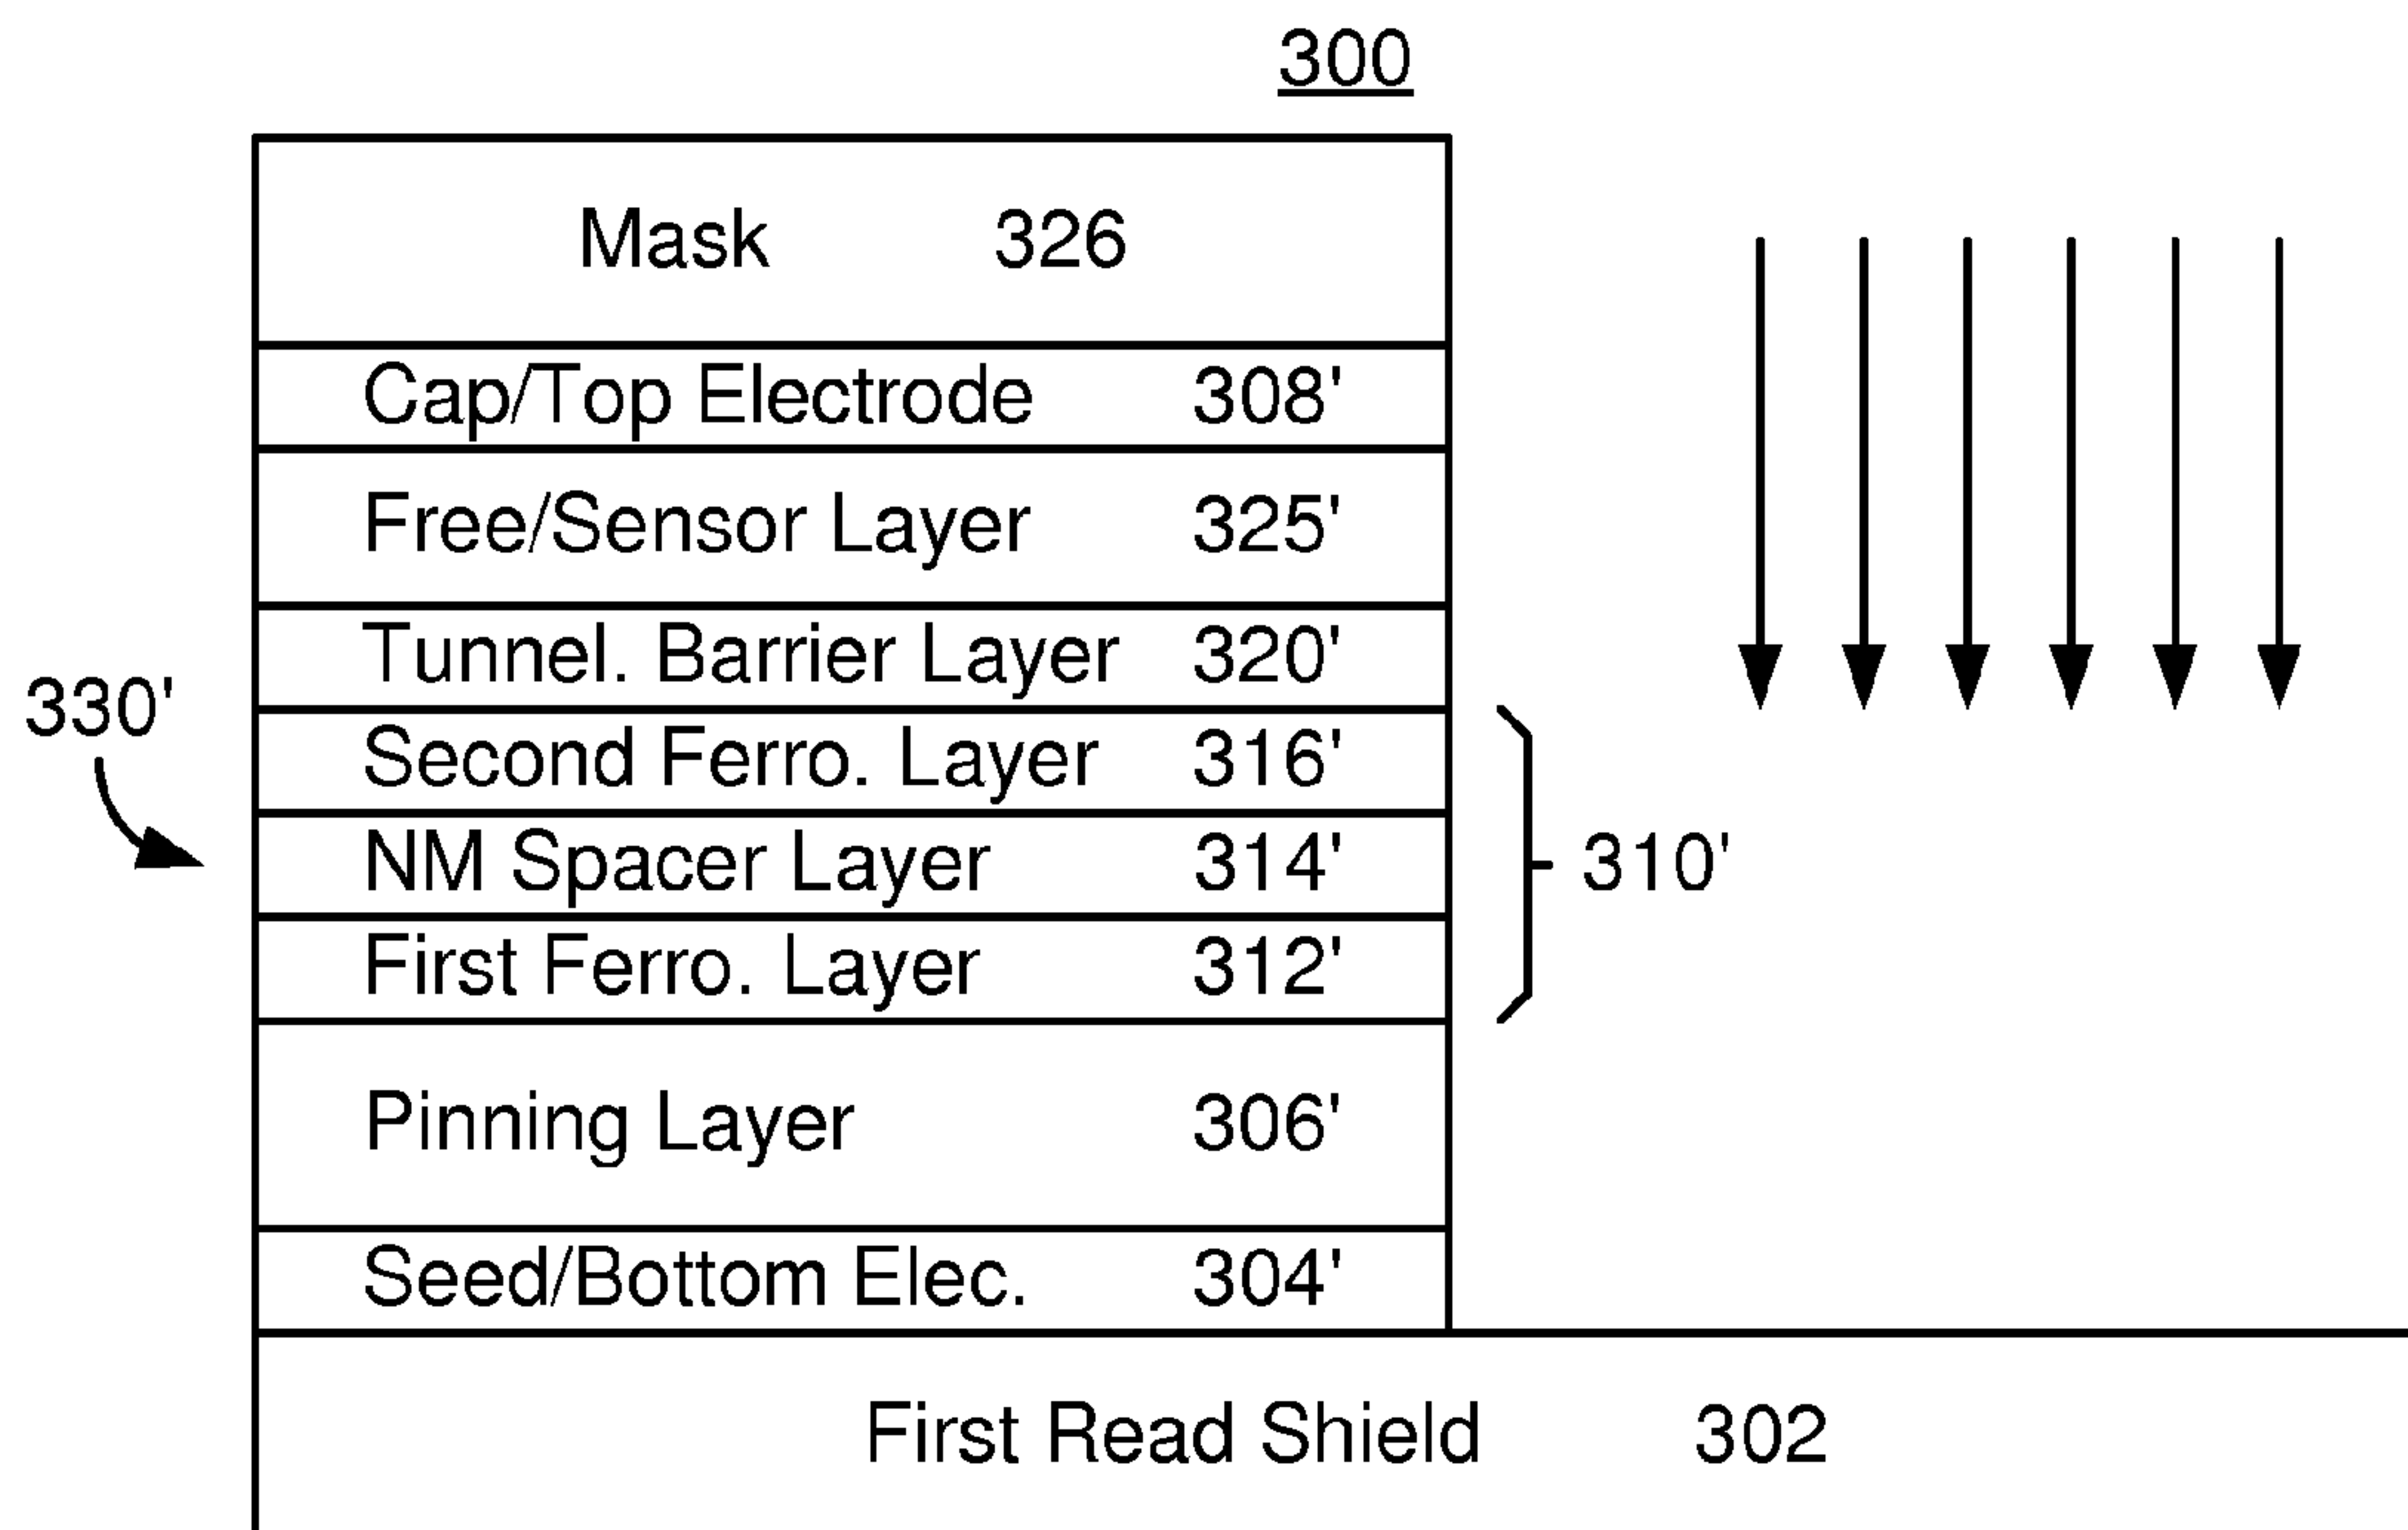 300
Mask 326
Cap/Top Electrode 308'
Free/Sensor Layer 325'
Tunnel. Barrier Layer 320'
330'
Second Ferro. Layer 316'
NM Spacer Layer 314'
310'
First Ferro. Layer 312'
Pinning Layer 306'
Seed/Bottom Elec. 304'
First Read Shield 302